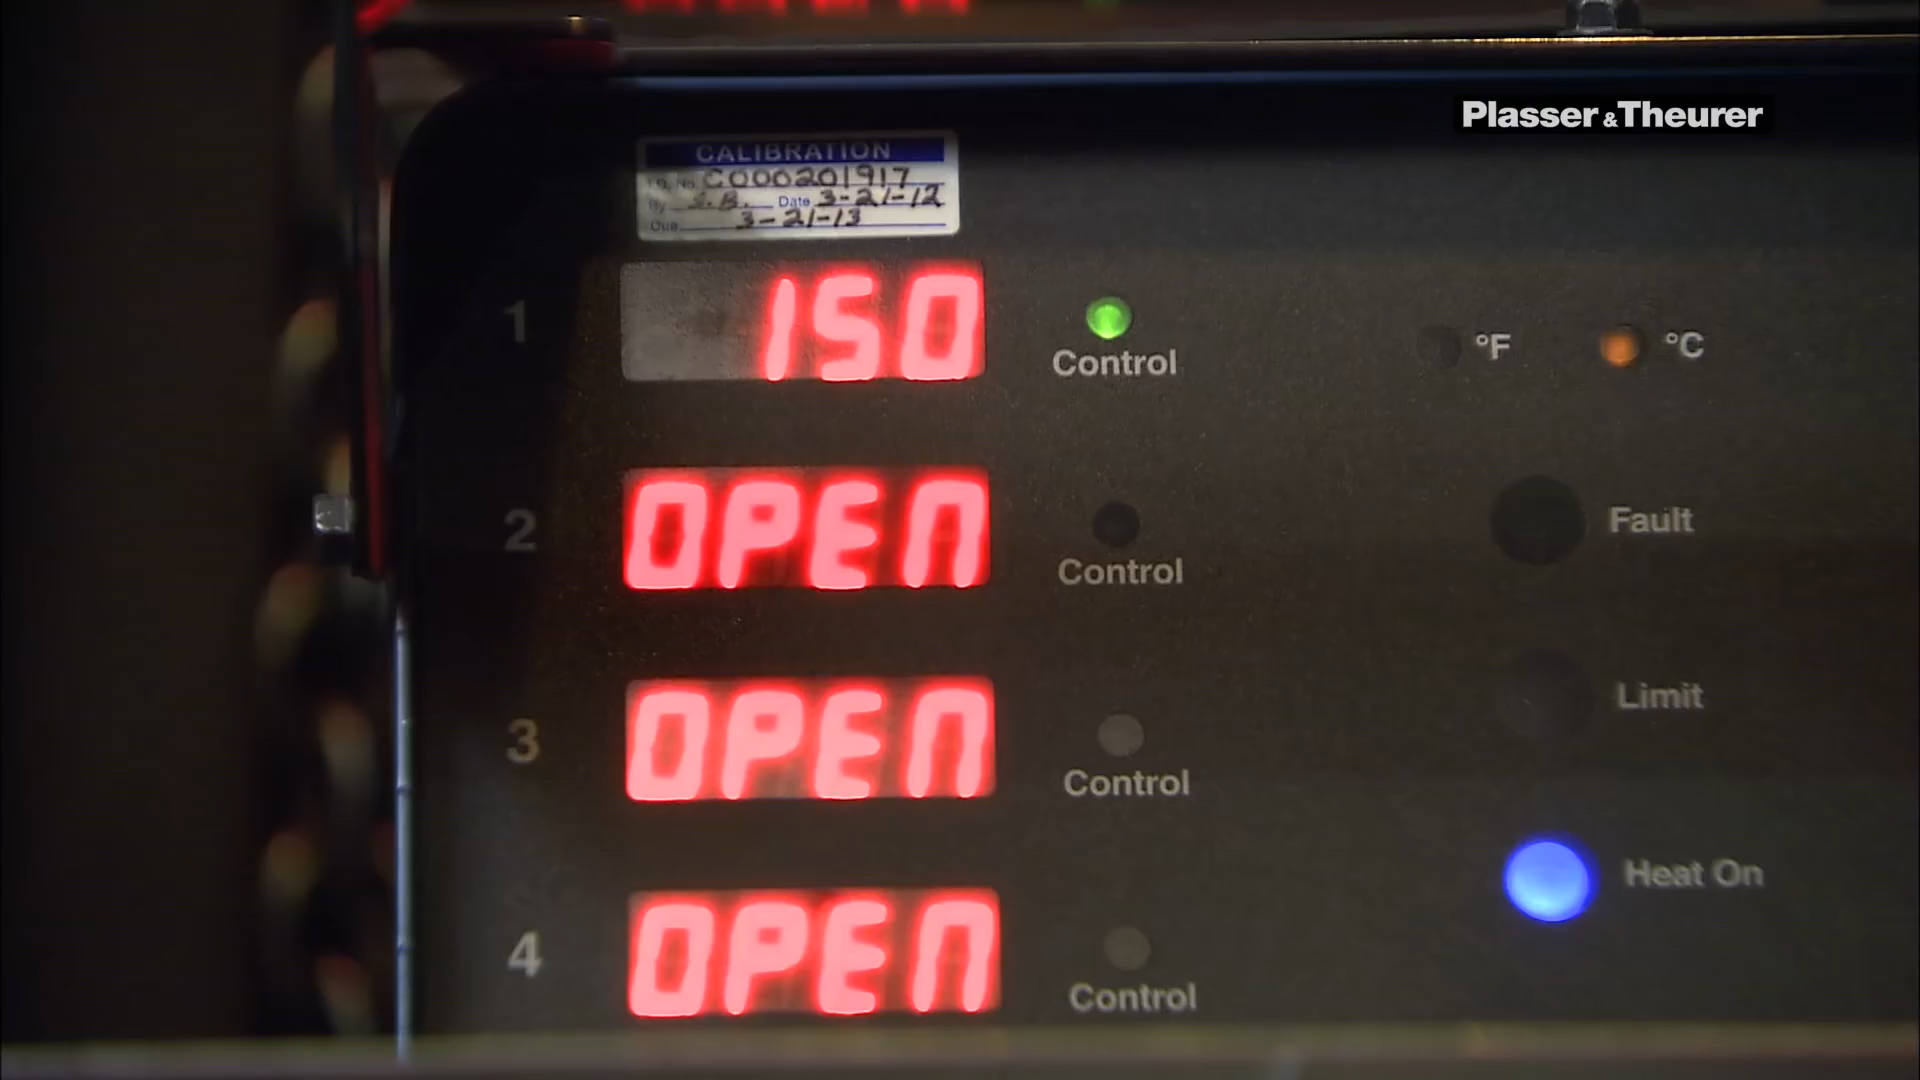 Plasser & Theurer
CALIBRATION
I.D. No. C000201917
By S.B. Date 3-21-12
Due 3-21-13
1 150 Control °F °C
2 OPEN Control Fault
3 OPEN Control Limit
Heat On
4 OPEN Control